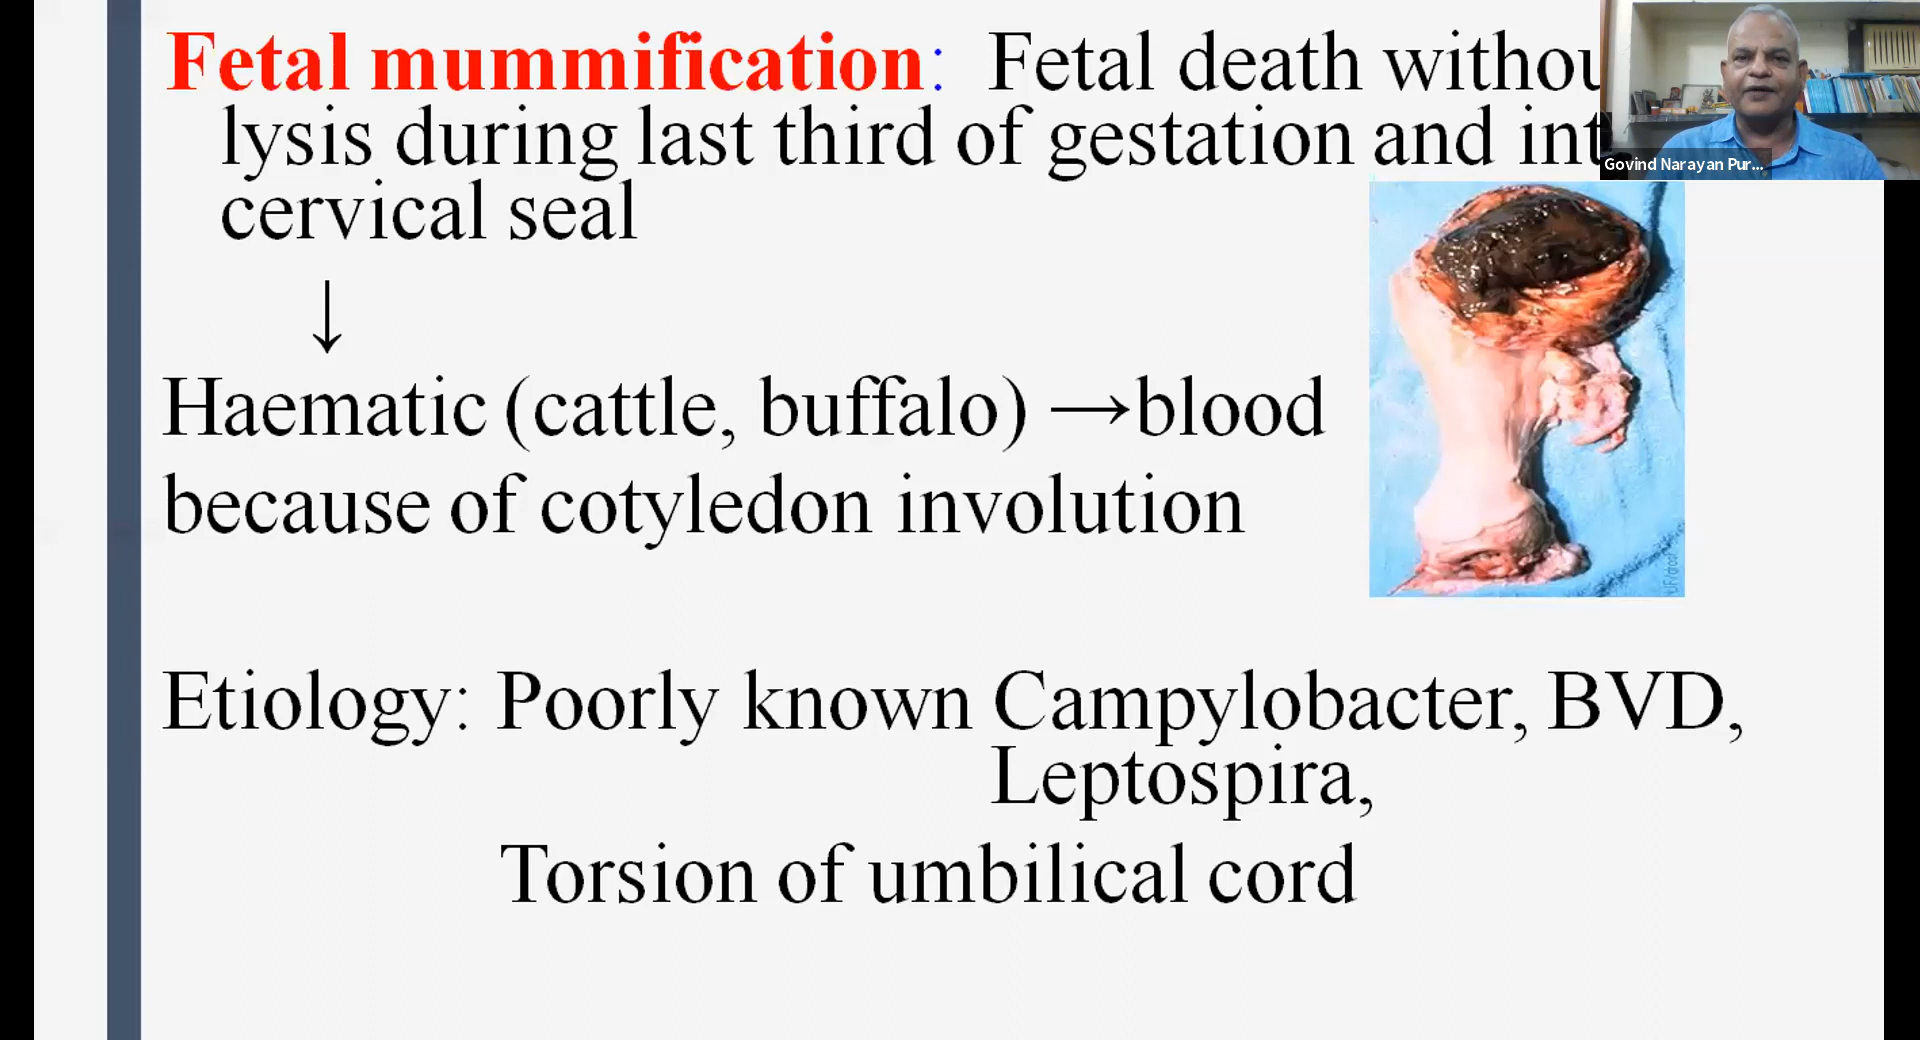 Fetal mummification: Fetal death withou
lysis during last third of gestation and int
cervical seal
↓
Haematic (cattle, buffalo) →blood
because of cotyledon involution
Etiology: Poorly known Campylobacter, BVD,
Leptospira,
Torsion of umbilical cord
Govind Narayan Pur...